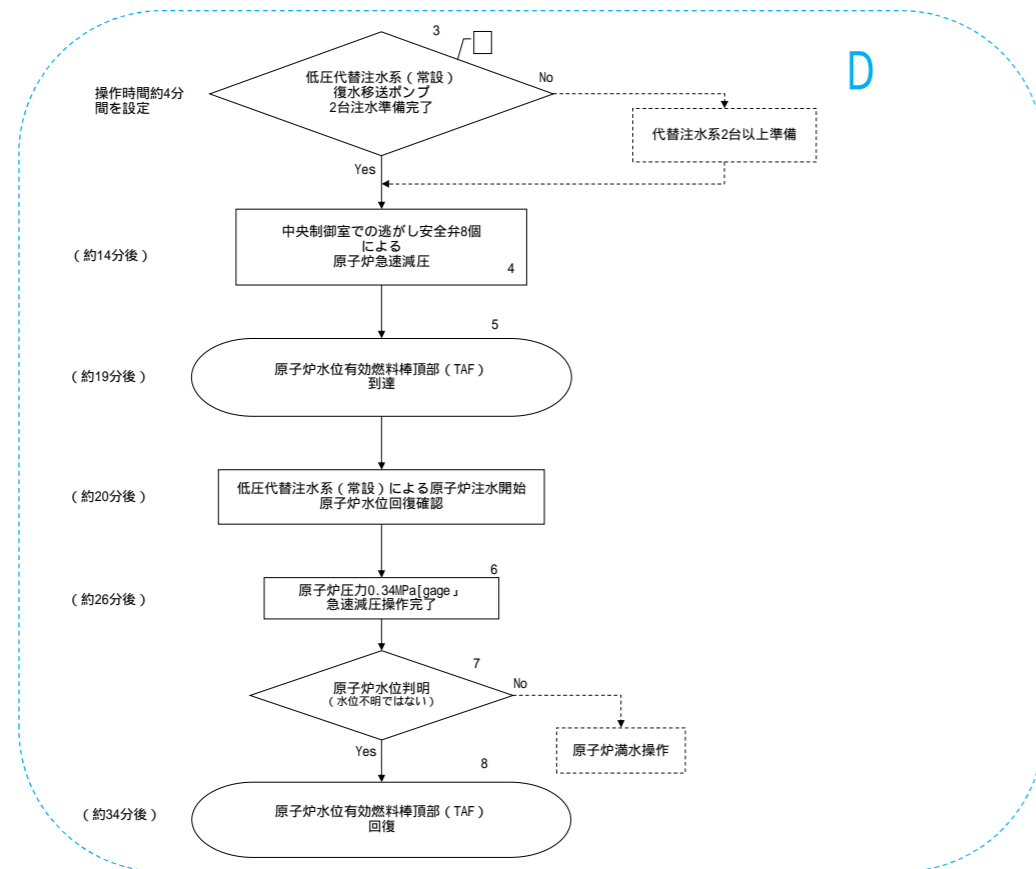 3
D
低圧代替注水系(常設)
復水移送ポンプ
2台注水準備完了
No
操作時間約4分
間を設定
代替注水系2台以上準備
Yes
中央制御室での逃がし安全弁8個
による
原子炉急速減圧
4
(約14分後)
5
原子炉水位有効燃料棒頂部(TAF)
到達
(約19分後)
低圧代替注水系(常設)による原子炉注水開始
原子炉水位回復確認
(約20分後)
6
原子炉圧力0.34MPa[gage」
急速減圧操作完了
(約26分後)
7
原子炉水位判明
(水位不明ではない)
No
原子炉満水操作
Yes
8
原子炉水位有効燃料棒頂部(TAF)
回復
(約34分後)